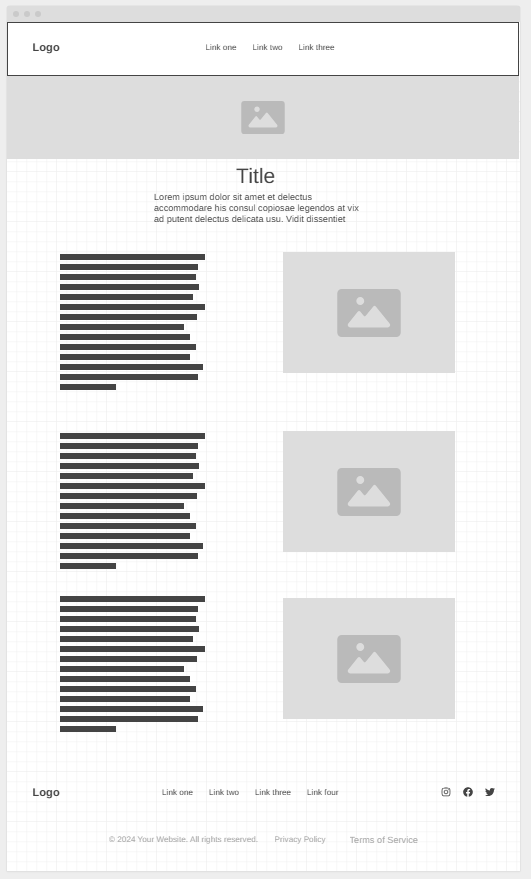 Logo
Link one Link two Link three
Title
Lorem ipsum dolor sit amet et delectus
accommodare his consul copiosae legendos at vix
ad putent delectus delicata usu. Vidit dissentiet
Logo
Link one Link two Link three Link four
© 2024 Your Website. All rights reserved. Privacy Policy Terms of Service